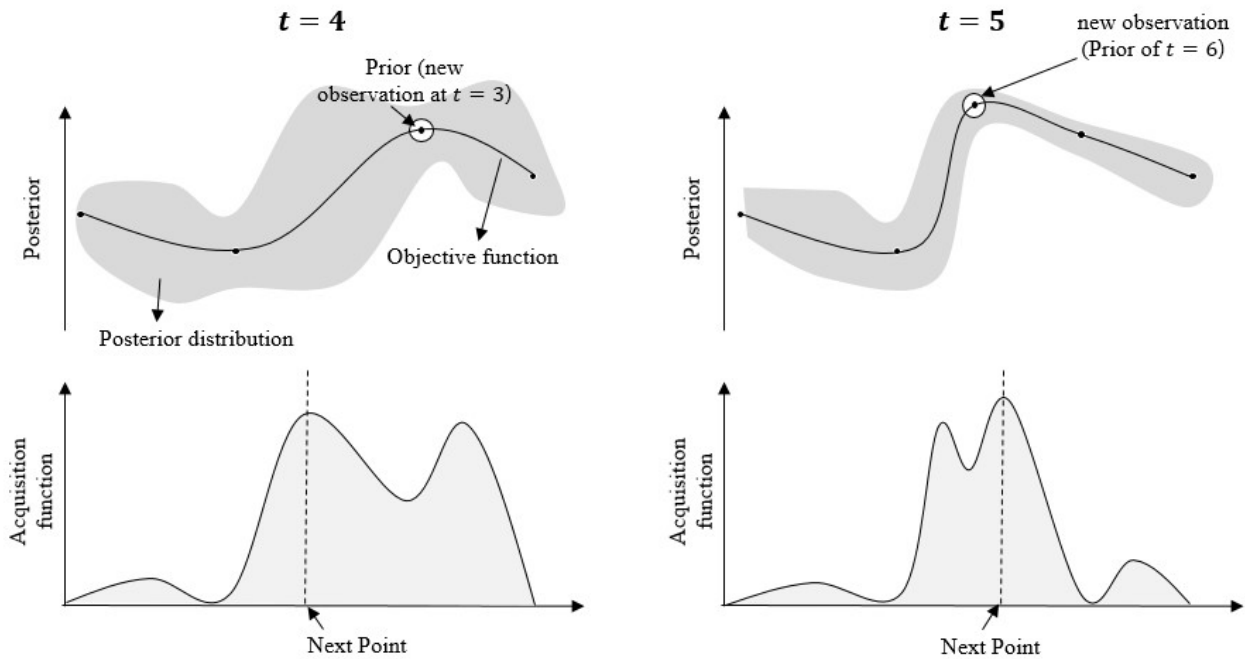 t = 4
Prior (new
observation at t = 3)
Posterior
Objective function
Posterior distribution
Acquisition
function
Next Point
t = 5
new observation
(Prior of t = 6)
Posterior
Acquisition
function
Next Point